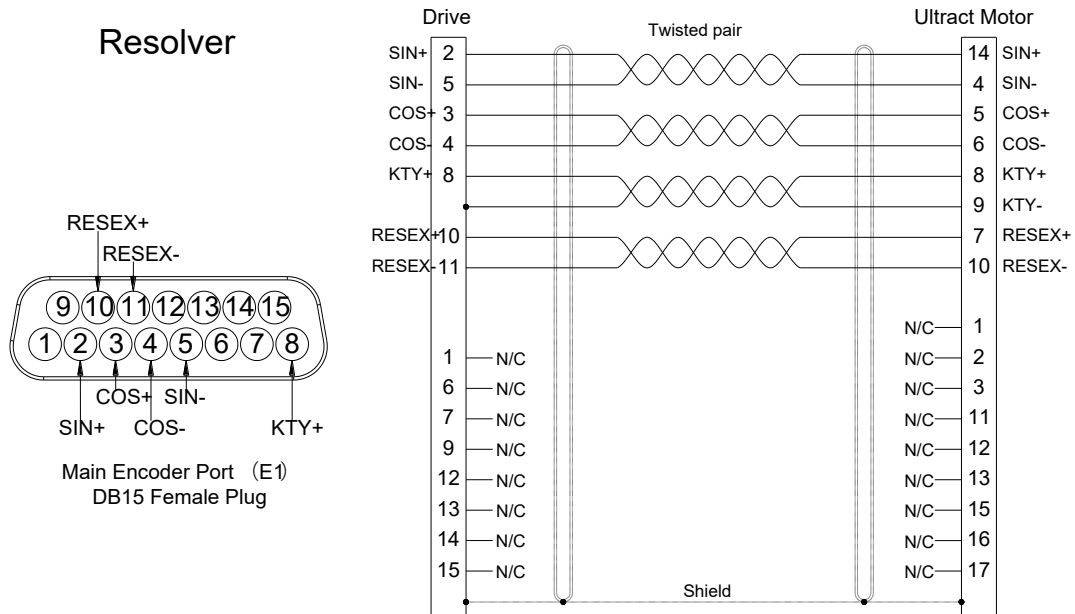 Resolver
RESEX+
RESEX-
9 10 11 12 13 14 15
1 2 3 4 5 6 7 8
COS+ SIN-
SIN+ COS- KTY+
Main Encoder Port （E1）
DB15 Female Plug
Drive Ultract Motor
Twisted pair
SIN+ 2 14 SIN+
SIN- 5 4 SIN-
COS+ 3 5 COS+
COS- 4 6 COS-
KTY+ 8 8 KTY+
9 KTY-
RESEX+ 10 7 RESEX+
RESEX- 11 10 RESEX-
N/C 1
1 N/C N/C 2
6 N/C N/C 3
7 N/C N/C 11
9 N/C N/C 12
12 N/C N/C 13
13 N/C N/C 15
14 N/C N/C 16
15 N/C N/C 17
Shield